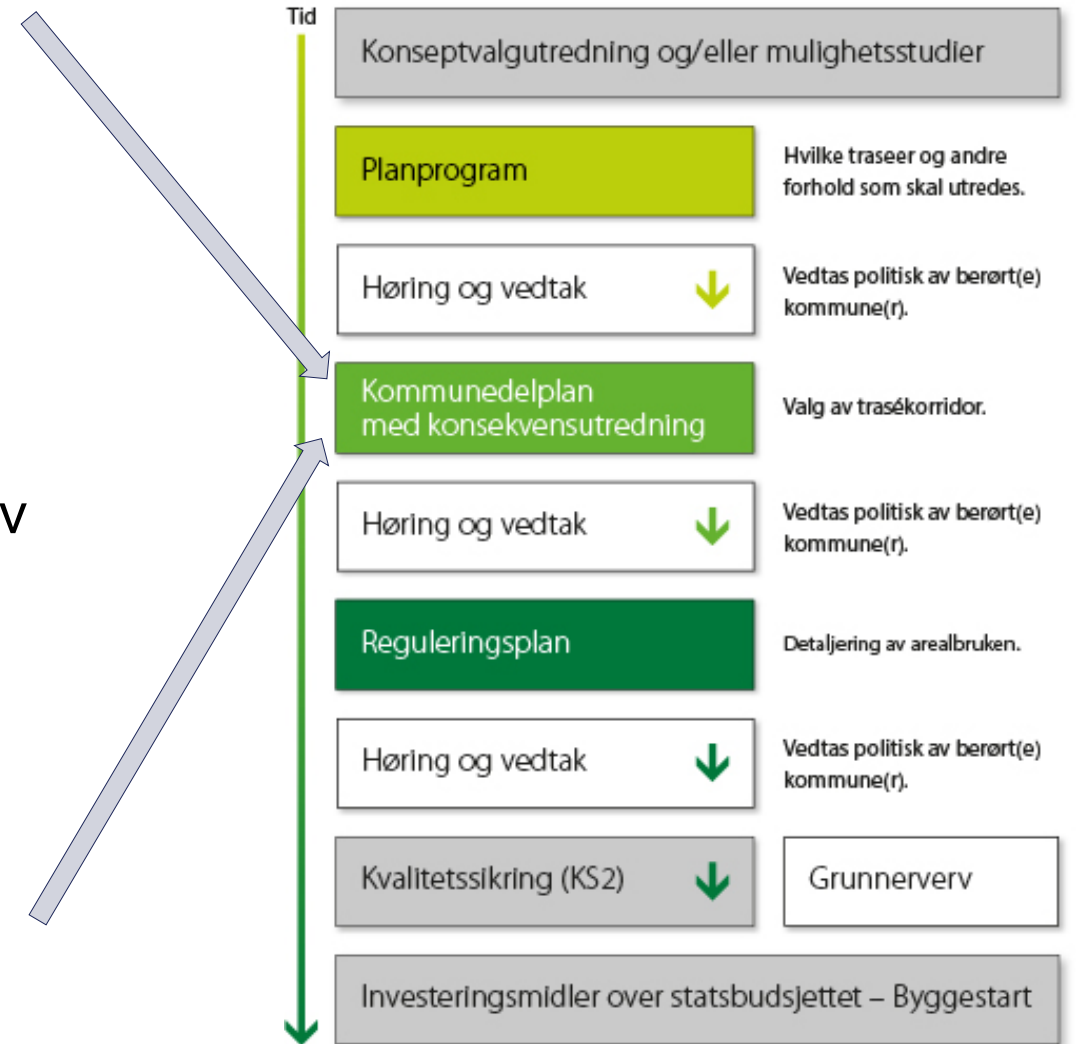 Tid
Konseptvalgutredning og/eller mulighetsstudier
Planprogram
Hvilke traseer og andre
forhold som skal utredes.
Høring og vedtak
Vedtas politisk av berørt(e)
kommune(r).
Kommunedelplan
med konsekvensutredning
Valg av trasékorridor.
v
Høring og vedtak
Vedtas politisk av berørt(e)
kommune(r).
Reguleringsplan
Detaljering av arealbruken.
Høring og vedtak
Vedtas politisk av berørt(e)
kommune(r).
Kvalitetssikring (KS2)
Grunnerverv
Investeringsmidler over statsbudsjettet – Byggestart